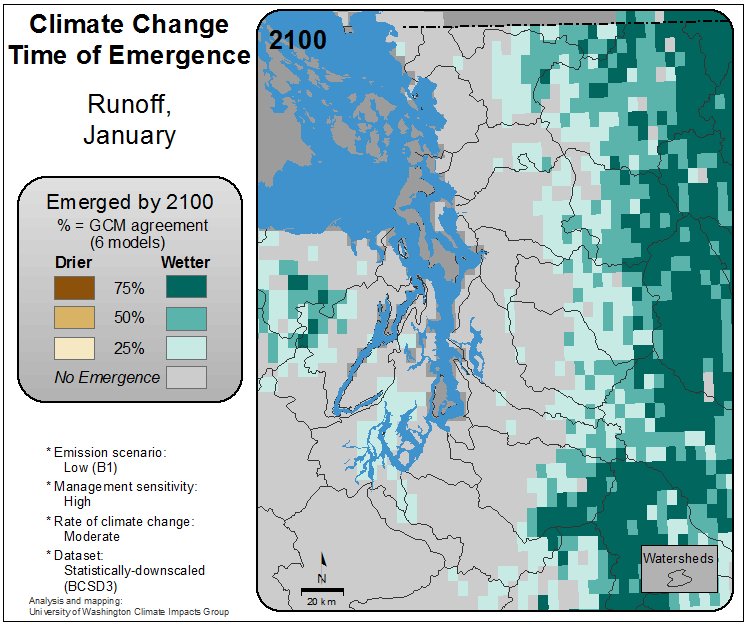 Climate Change
Time of Emergence
Runoff,
January
Emerged by 2100
% = GCM agreement
(6 models)
Drier Wetter
75%
50%
25%
No Emergence
* Emission scenario:
Low (B1)
* Management sensitivity:
High
* Rate of climate change:
Moderate
* Dataset:
Statistically-downscaled
(BCSD3)
Analysis and mapping:
University of Washington Climate Impacts Group
2100
N
20 km
Watersheds